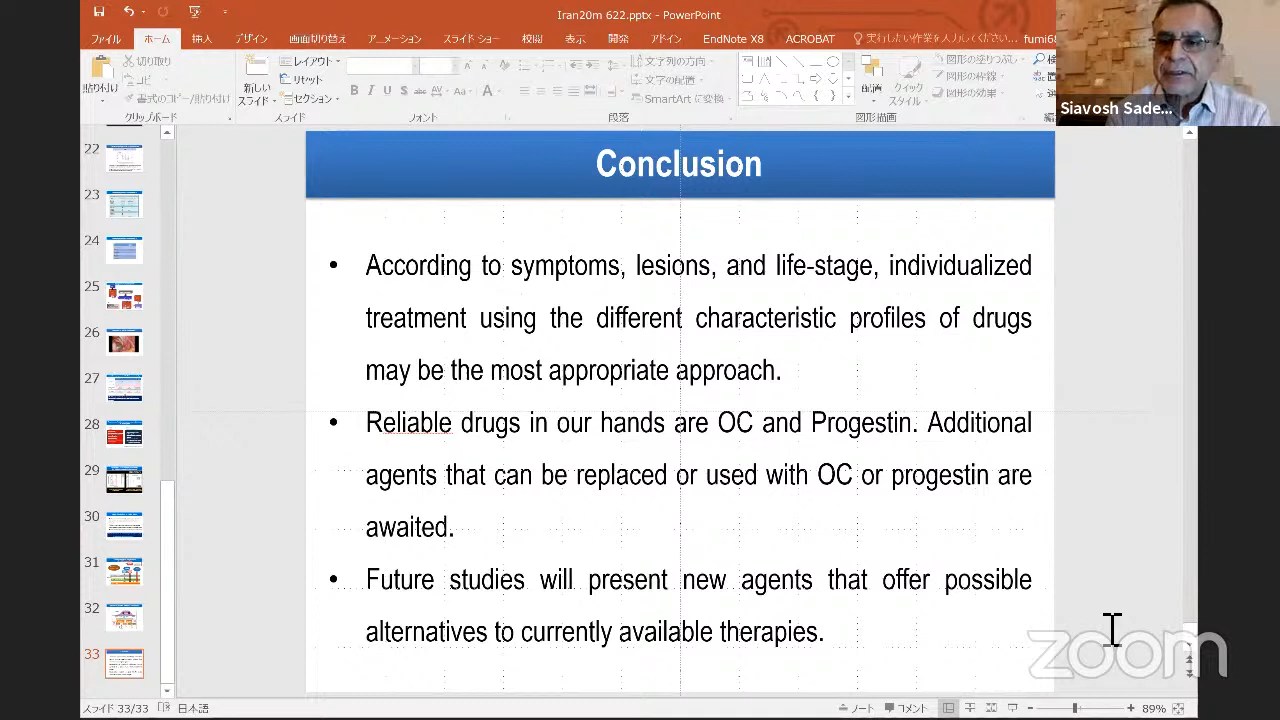 Iran20m 622.pptx - PowerPoint
ファイル ホーム 挿入 デザイン 画面切り替え アニメーション スライド ショー 校閲 表示 開発 アドイン EndNote X8 ACROBAT 実行したい作業を入力してください... fumi6
切り取り
貼り付け
書式のコピー/貼り付け
クリップボード
新しい
スライド
レイアウト
リセット
セクション
スライド
フォント
文字列の方向
文字の配置
SmartArt に変換
段落
配置
クイック
スタイル
図形の塗りつぶし
図形の枠線
図形の効果
図形描画
Siavosh Sade...
22
23
24
25
26
27
28
29
30
31
32
33
Conclusion
• According to symptoms, lesions, and life-stage, individualized
treatment using the different characteristic profiles of drugs
may be the most appropriate approach.
• Reliable drugs in our hands are OC and Progestin. Additional
agents that can be replaced or used with OC or progestin are
awaited.
• Future studies will present new agents that offer possible
alternatives to currently available therapies.
zoom
スライド 33/33 日本語 ノート コメント 89%